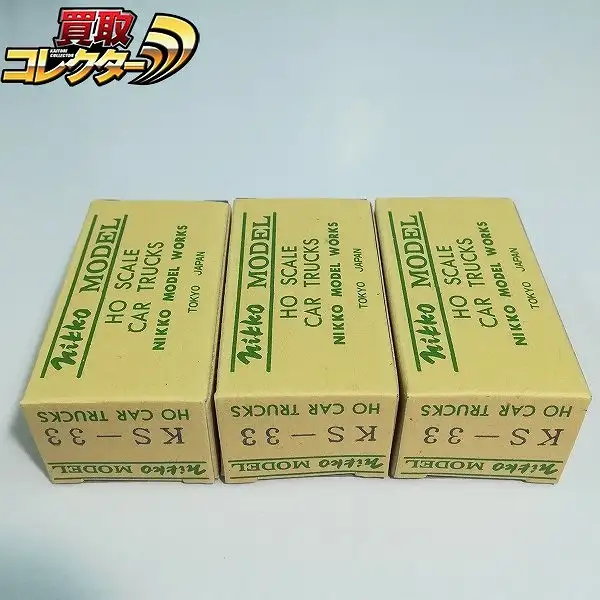 買取
コレクター
KAITORI COLLECTOR
Nikko MODEL
HO SCALE
CAR TRUCKS
NIKKO MODEL WORKS
TOKYO JAPAN
Nikko MODEL
HO SCALE
CAR TRUCKS
NIKKO MODEL WORKS
TOKYO JAPAN
Nikko MODEL
HO SCALE
CAR TRUCKS
NIKKO MODEL WORKS
TOKYO JAPAN
Nikko MODEL
KS-33
HO CAR TRUCKS
Nikko MODEL
KS-33
HO CAR TRUCKS
Nikko MODEL
KS-33
HO CAR TRUCKS